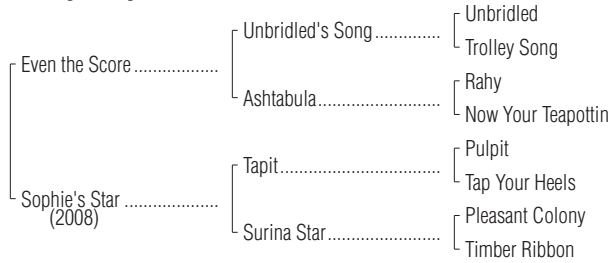 Unbridled
Unbridled's Song
Trolley Song
Even the Score
Rahy
Ashtabula
Now Your Teapottin
Pulpit
Tapit
Tap Your Heels
Sophie's Star
(2008)
Pleasant Colony
Surina Star
Timber Ribbon